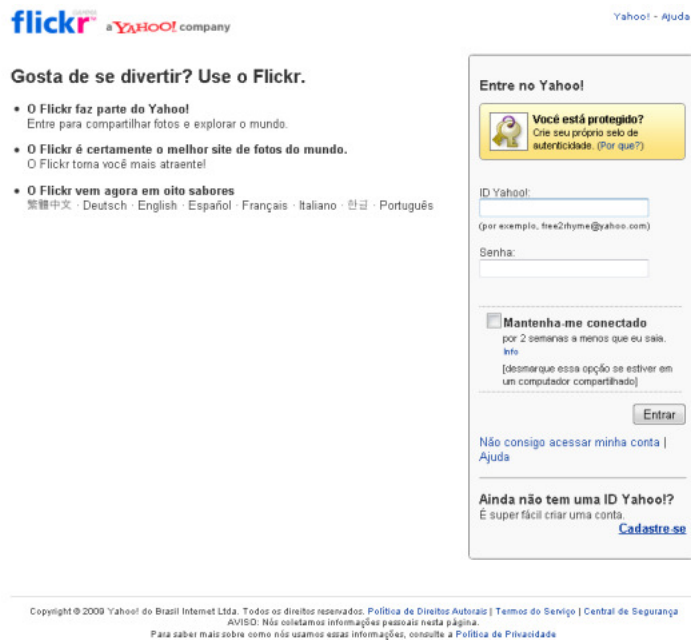 flickr a YAHOO! company
Yahoo! - Ajuda
Gosta de se divertir? Use o Flickr.
• O Flickr faz parte do Yahoo!
Entre para compartilhar fotos e explorar o mundo.
• O Flickr é certamente o melhor site de fotos do mundo.
O Flickr torna você mais atraente!
• O Flickr vem agora em oito sabores
繁體中文 · Deutsch · English · Español · Français · Italiano · 한글 · Português
Entre no Yahoo!
Você está protegido?
Crie seu próprio selo de
autenticidade. (Por que?)
ID Yahoo!:
(por exemplo, free2rhyme@yahoo.com)
Senha:
Mantenha-me conectado
por 2 semanas a menos que eu saia.
Info
[desmarque essa opção se estiver em
um computador compartilhado]
Entrar
Não consigo acessar minha conta |
Ajuda
Ainda não tem uma ID Yahoo!?
É super fácil criar uma conta.
Cadastre-se
Copyright © 2009 Yahoo! do Brasil Internet Ltda. Todos os direitos reservados. Política de Direitos Autorais | Termos do Serviço | Central de Segurança
AVISO: Nós coletamos informações pessoais nesta página.
Para saber mais sobre como nós usamos essas informações, consulte a Política de Privacidade